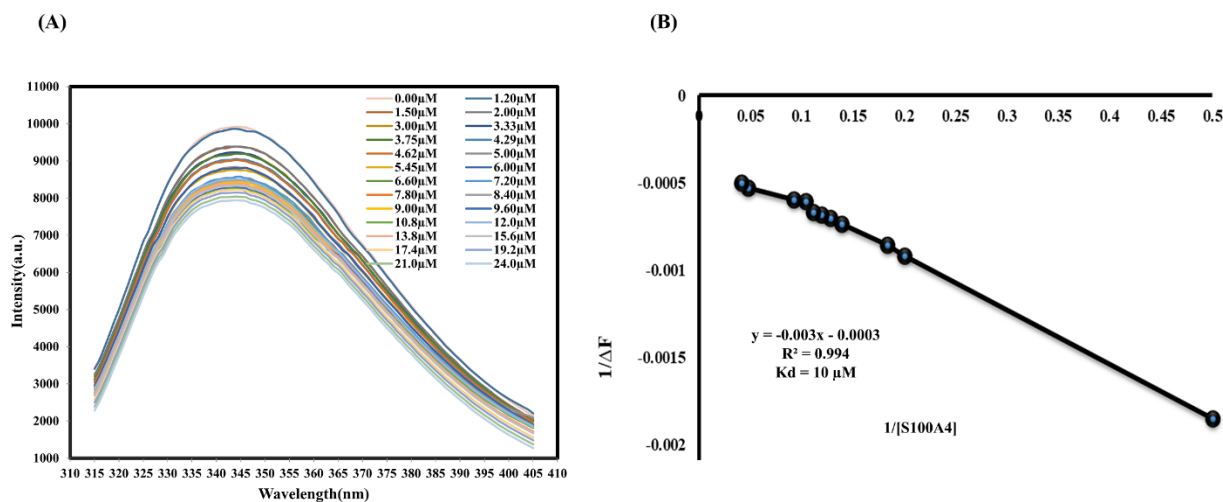 (A)
(B)
11000
10000
9000
8000
7000
6000
5000
4000
3000
2000
1000
Intensity(a.u.)
0.00µM 1.20µM
1.50µM 2.00µM
3.00µM 3.33µM
3.75µM 4.29µM
4.62µM 5.00µM
5.45µM 6.00µM
6.60µM 7.20µM
7.80µM 8.40µM
9.00µM 9.60µM
10.8µM 12.0µM
13.8µM 15.6µM
17.4µM 19.2µM
21.0µM 24.0µM
310 315 320 325 330 335 340 345 350 355 360 365 370 375 380 385 390 395 400 405 410
Wavelength(nm)
0
-0.0005
-0.001
-0.0015
-0.002
1/ΔF
0 0.05 0.1 0.15 0.2 0.25 0.3 0.35 0.4 0.45 0.5
y = -0.003x - 0.0003
R² = 0.994
Kd = 10 µM
1/[S100A4]